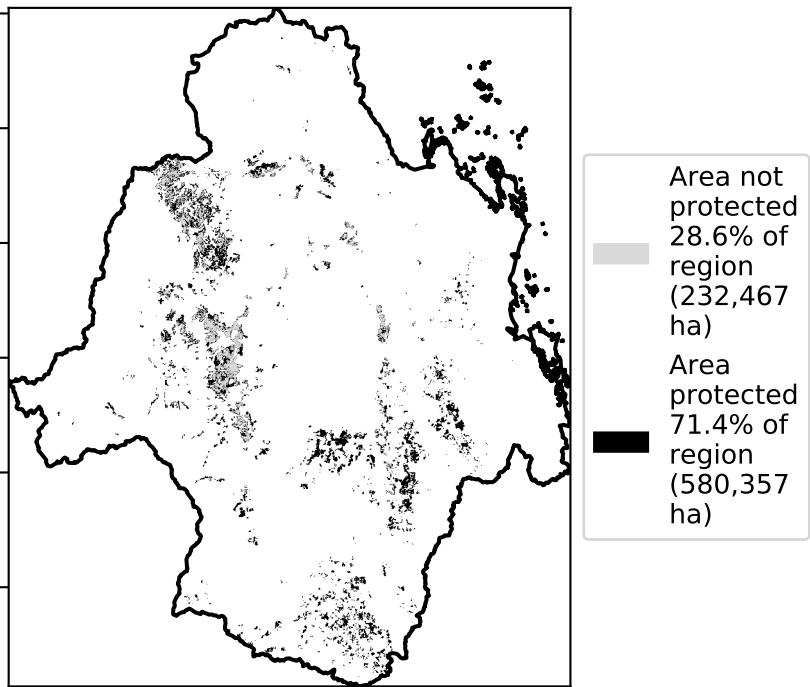 Area not
protected
28.6% of
region
(232,467
ha)
Area
protected
71.4% of
region
(580,357
ha)